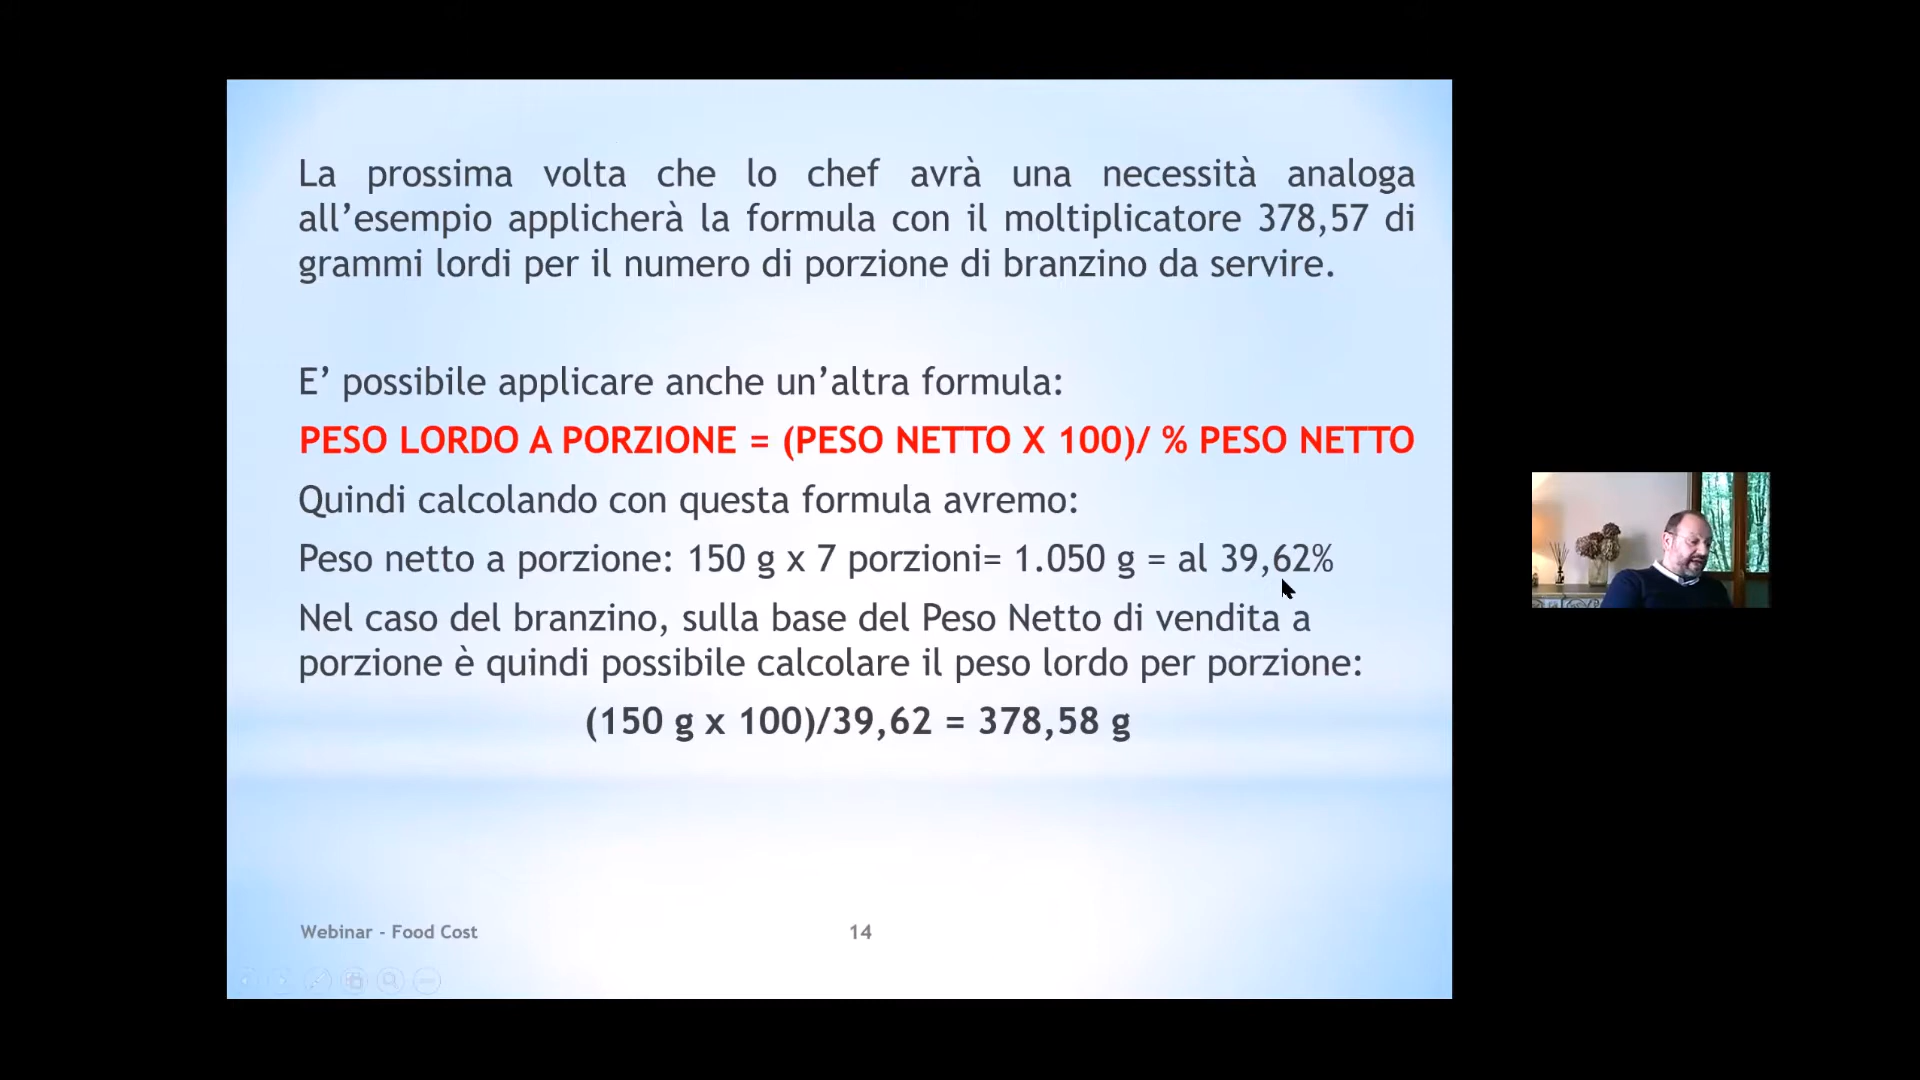 La prossima volta che lo chef avrà una necessità analoga
all’esempio applicherà la formula con il moltiplicatore 378,57 di
grammi lordi per il numero di porzione di branzino da servire.
E’ possibile applicare anche un’altra formula:
PESO LORDO A PORZIONE = (PESO NETTO X 100)/ % PESO NETTO
Quindi calcolando con questa formula avremo:
Peso netto a porzione: 150 g x 7 porzioni= 1.050 g = al 39,62%
Nel caso del branzino, sulla base del Peso Netto di vendita a
porzione è quindi possibile calcolare il peso lordo per porzione:
(150 g x 100)/39,62 = 378,58 g
Webinar - Food Cost
14